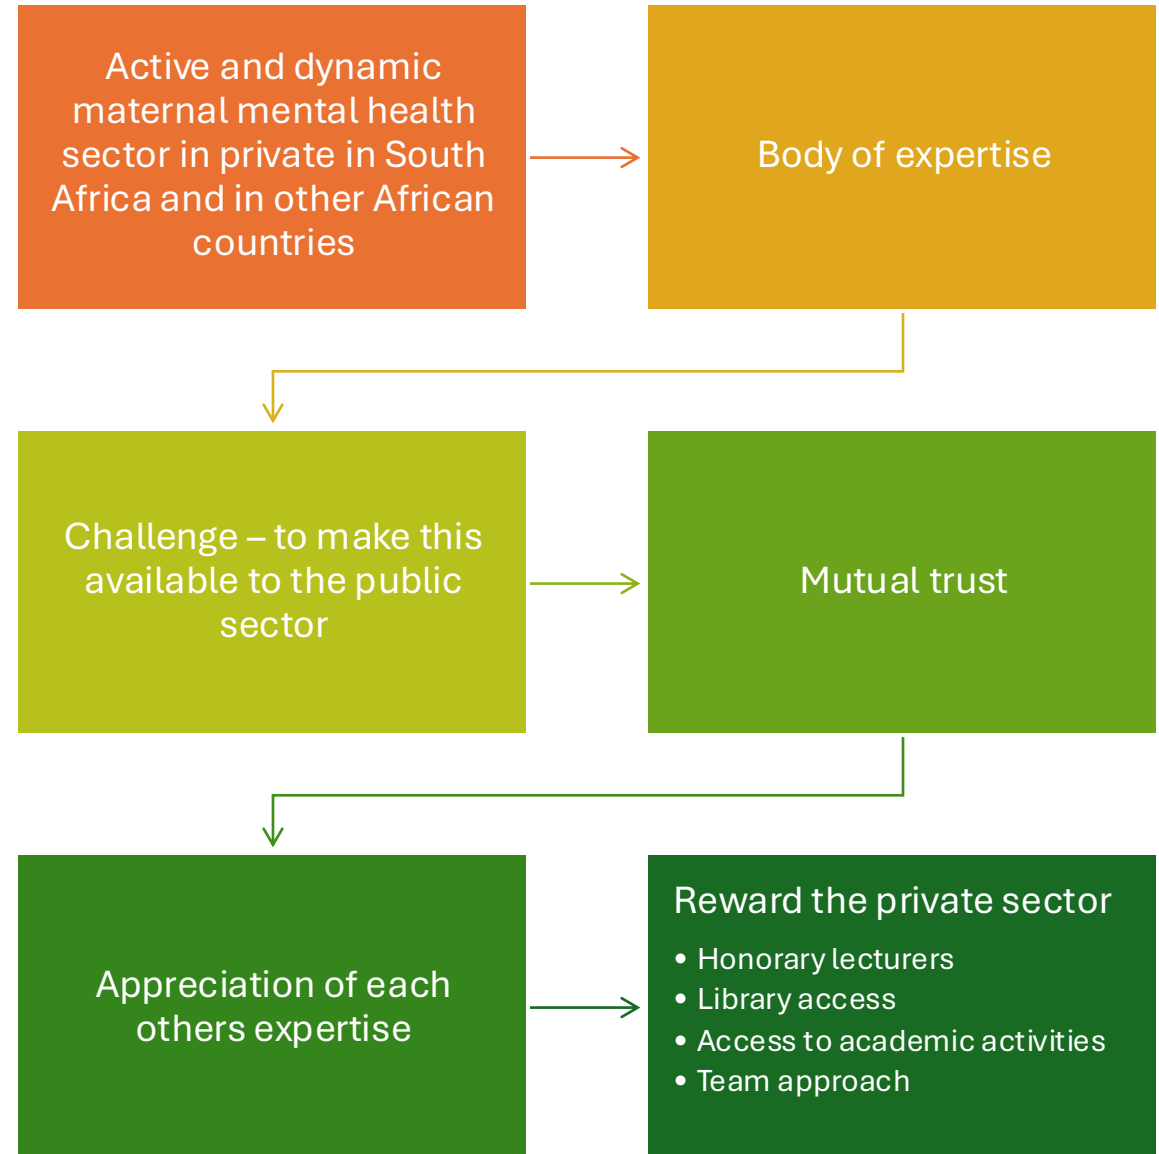 Active and dynamic
maternal mental health
sector in private in South
Africa and in other African
countries
Body of expertise
Challenge – to make this
available to the public
sector
Mutual trust
Appreciation of each
others expertise
Reward the private sector
• Honorary lecturers
• Library access
• Access to academic activities
• Team approach